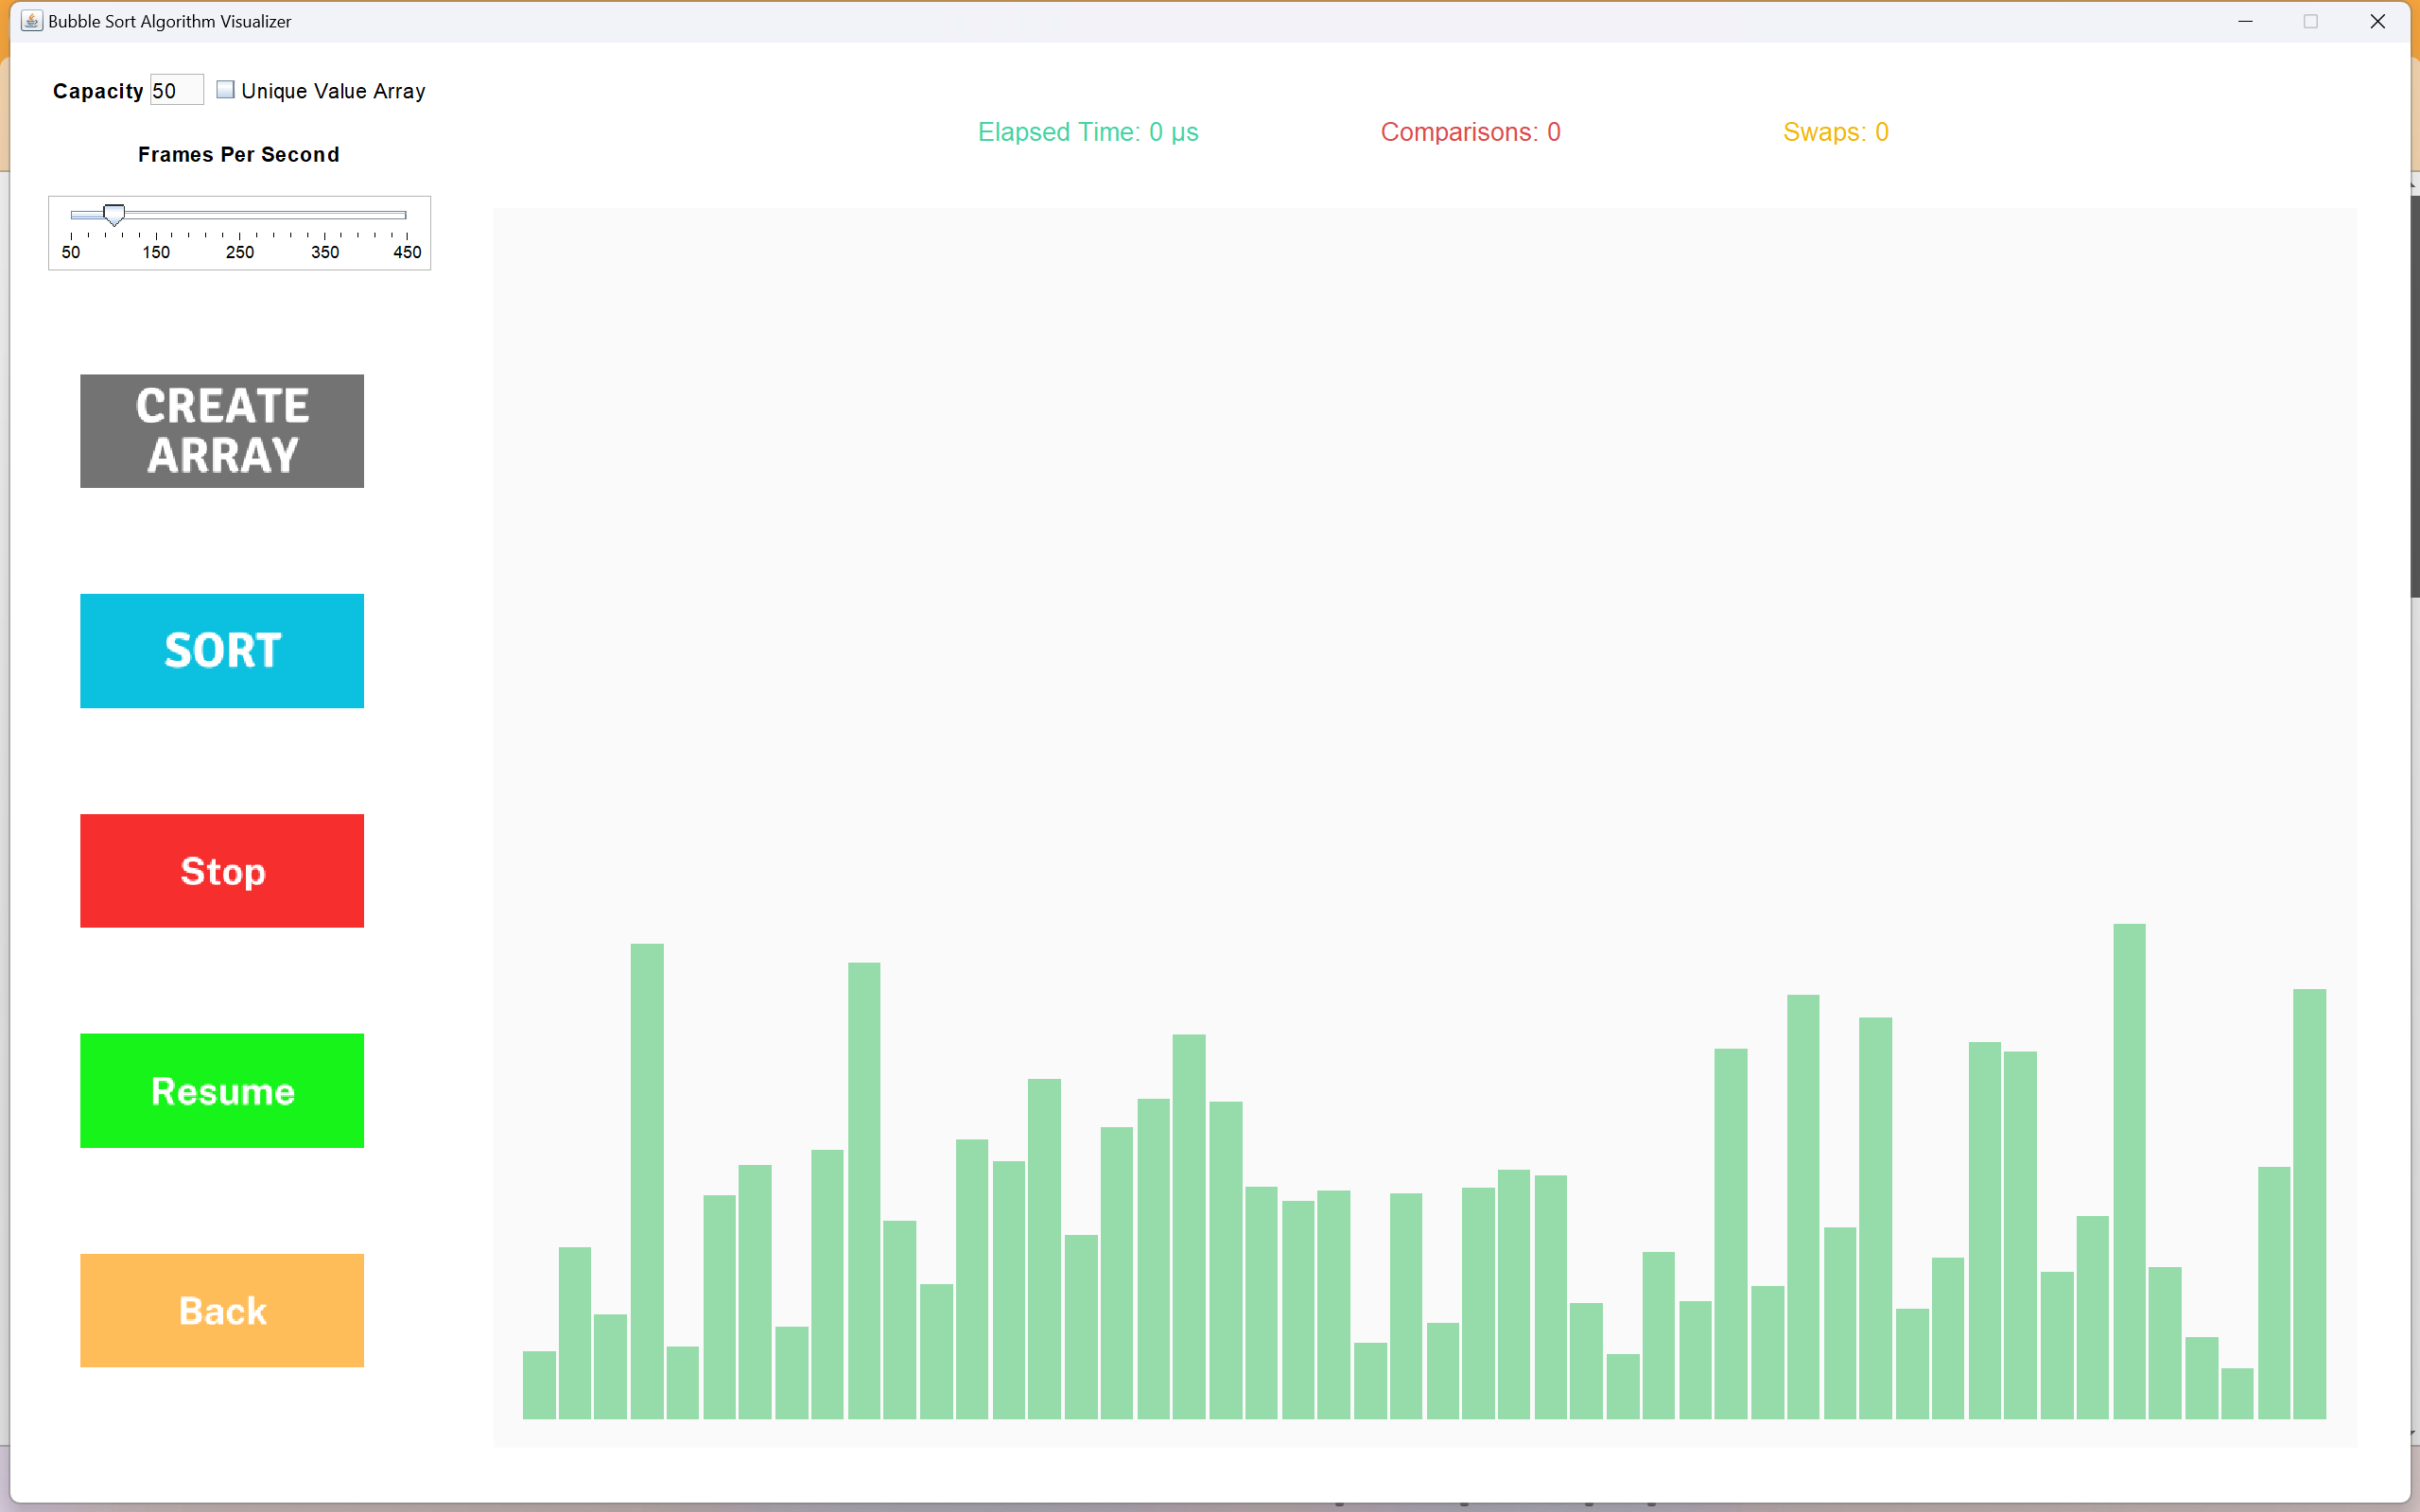 Bubble Sort Algorithm Visualizer
Capacity 50 Unique Value Array
Elapsed Time: 0 µs Comparisons: 0 Swaps: 0
Frames Per Second
50 150 250 350 450
CREATE
ARRAY
SORT
Stop
Resume
Back